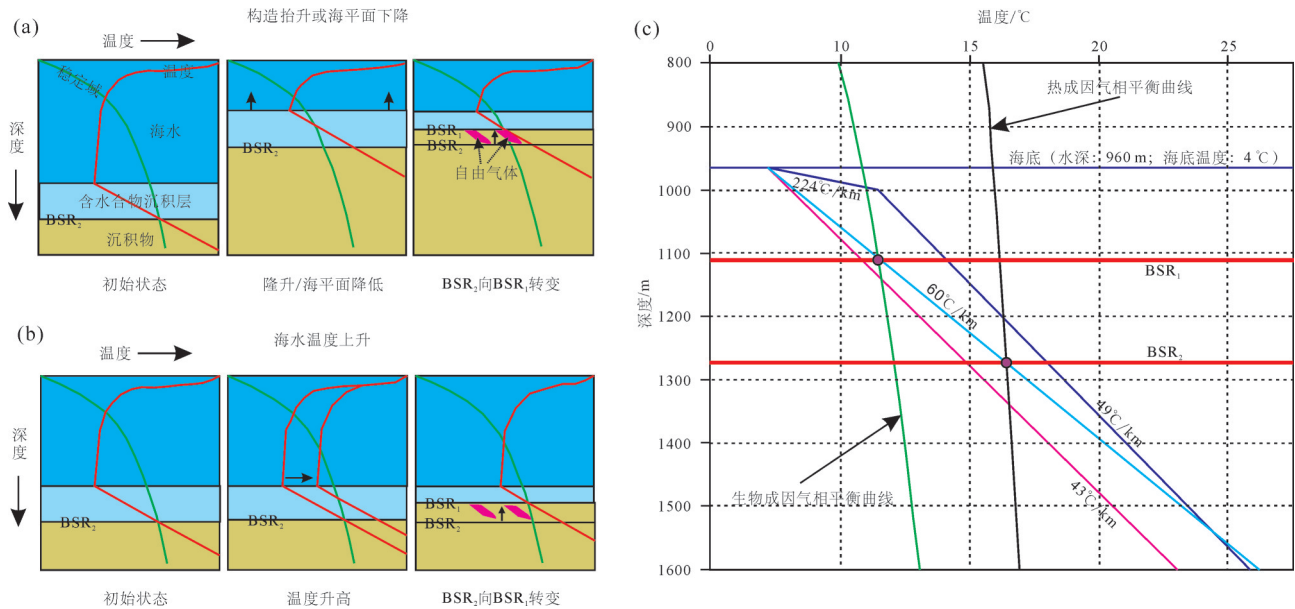 (a)
构造抬升或海平面下降
温度
深度
稳定域
温度
海水
含水合物沉积层
BSR₂
沉积物
BSR₂
BSR₁
BSR₂
自由气体
初始状态
隆升/海平面降低
BSR₂向BSR₁转变
(b)
海水温度上升
温度
深度
BSR₂
BSR₂
BSR₁
BSR₂
初始状态
温度升高
BSR₂向BSR₁转变
(c)
温度/℃
0 10 15 20 25
深度/m
800
900
1000
1100
1200
1300
1400
1500
1600
热成因气相平衡曲线
海底（水深：960 m；海底温度：4℃）
224℃/km
BSR₁
60℃/km
BSR₂
49℃/km
43℃/km
生物成因气相平衡曲线